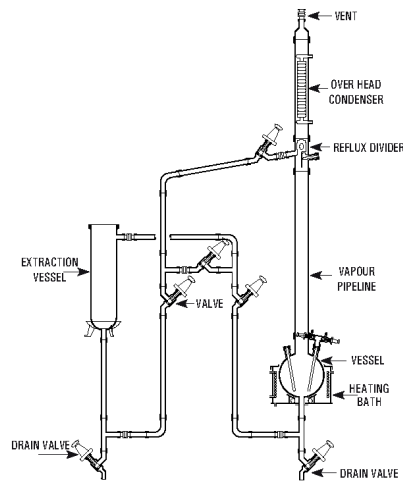 VENT
OVER HEAD
CONDENSER
REFLUX DIVIDER
EXTRACTION
VESSEL
VAPOUR
PIPELINE
VALVE
VESSEL
HEATING
BATH
DRAIN VALVE
DRAIN VALVE